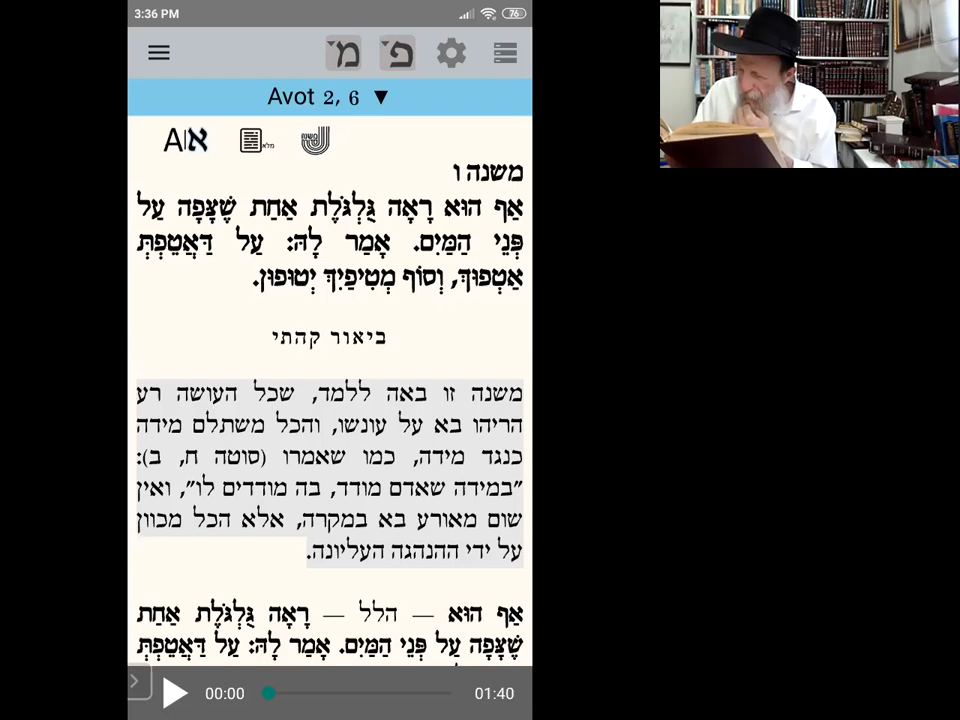 3:36 PM
76
מ׳ פ׳
Avot 2, 6 ▼
A|א
משנה ו
אַף הוּא רָאָה גֻּלְגֹּלֶת אַחַת שֶׁצָּפָה עַל
פְּנֵי הַמַּיִם. אָמַר לָהּ: עַל דַּאֲטֵפְתְּ
אַטְפוּךְ, וְסוֹף מְטִיפַיִךְ יְטוּפוּן.
ביאור קהתי
משנה זו באה ללמד, שכל העושה רע
הריהו בא על עונשו, והכל משתלם מידה
כנגד מידה, כמו שאמרו (סוטה ח, ב):
"במידה שאדם מודד, בה מודדים לו", ואין
שום מאורע בא במקרה, אלא הכל מכוון
על ידי ההנהגה העליונה.
אַף הוּא — הלל — רָאָה גֻּלְגֹּלֶת אַחַת
שֶׁצָּפָה עַל פְּנֵי הַמַּיִם. אָמַר לָהּ: עַל דַּאֲטֵפְתְּ
00:00
01:40